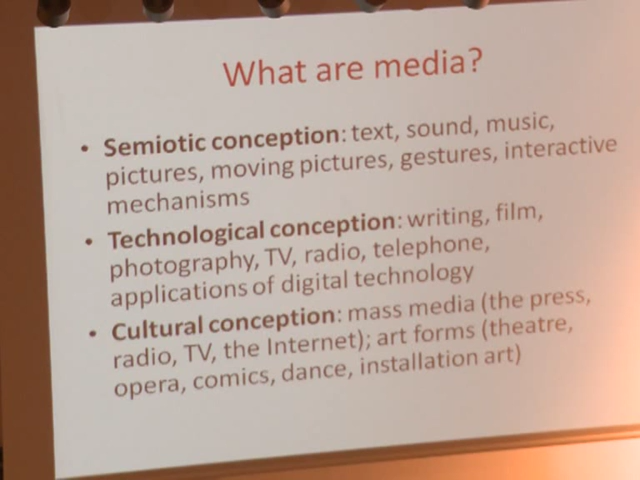 What are media?
• Semiotic conception: text, sound, music,
pictures, moving pictures, gestures, interactive
mechanisms
• Technological conception: writing, film,
photography, TV, radio, telephone,
applications of digital technology
• Cultural conception: mass media (the press,
radio, TV, the Internet); art forms (theatre,
opera, comics, dance, installation art)